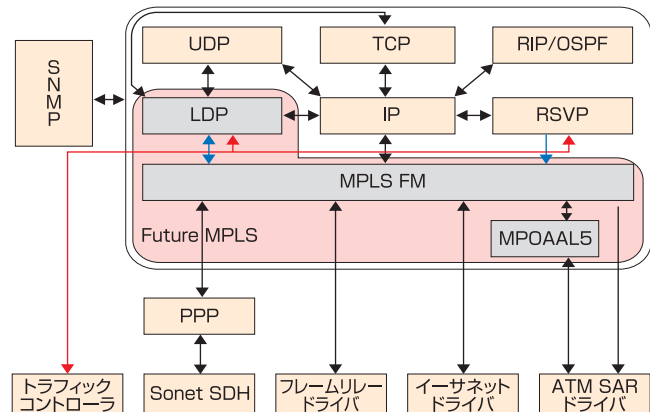 SNMP
UDP
TCP
RIP/OSPF
LDP
IP
RSVP
MPLS FM
Future MPLS
MPOAAL5
PPP
トラフィック
コントローラ
Sonet SDH
フレームリレー
ドライバ
イーサネット
ドライバ
ATM SAR
ドライバ